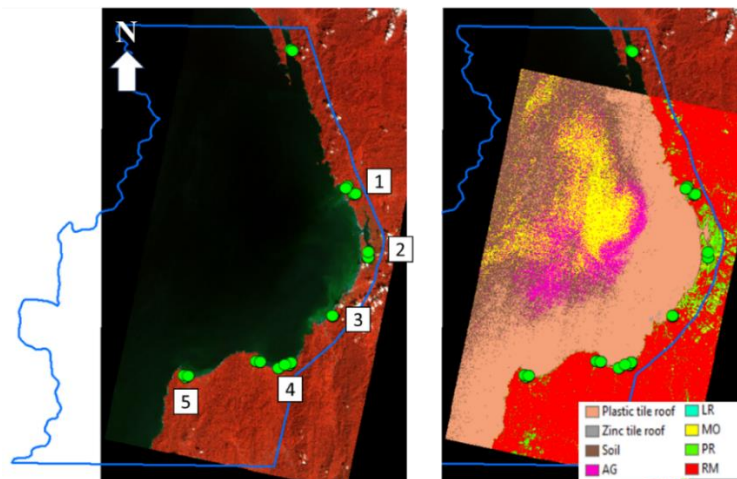 N
1
2
3
4
5
Plastic tile roof
Zinc tile roof
Soil
AG
LR
MO
PR
RM